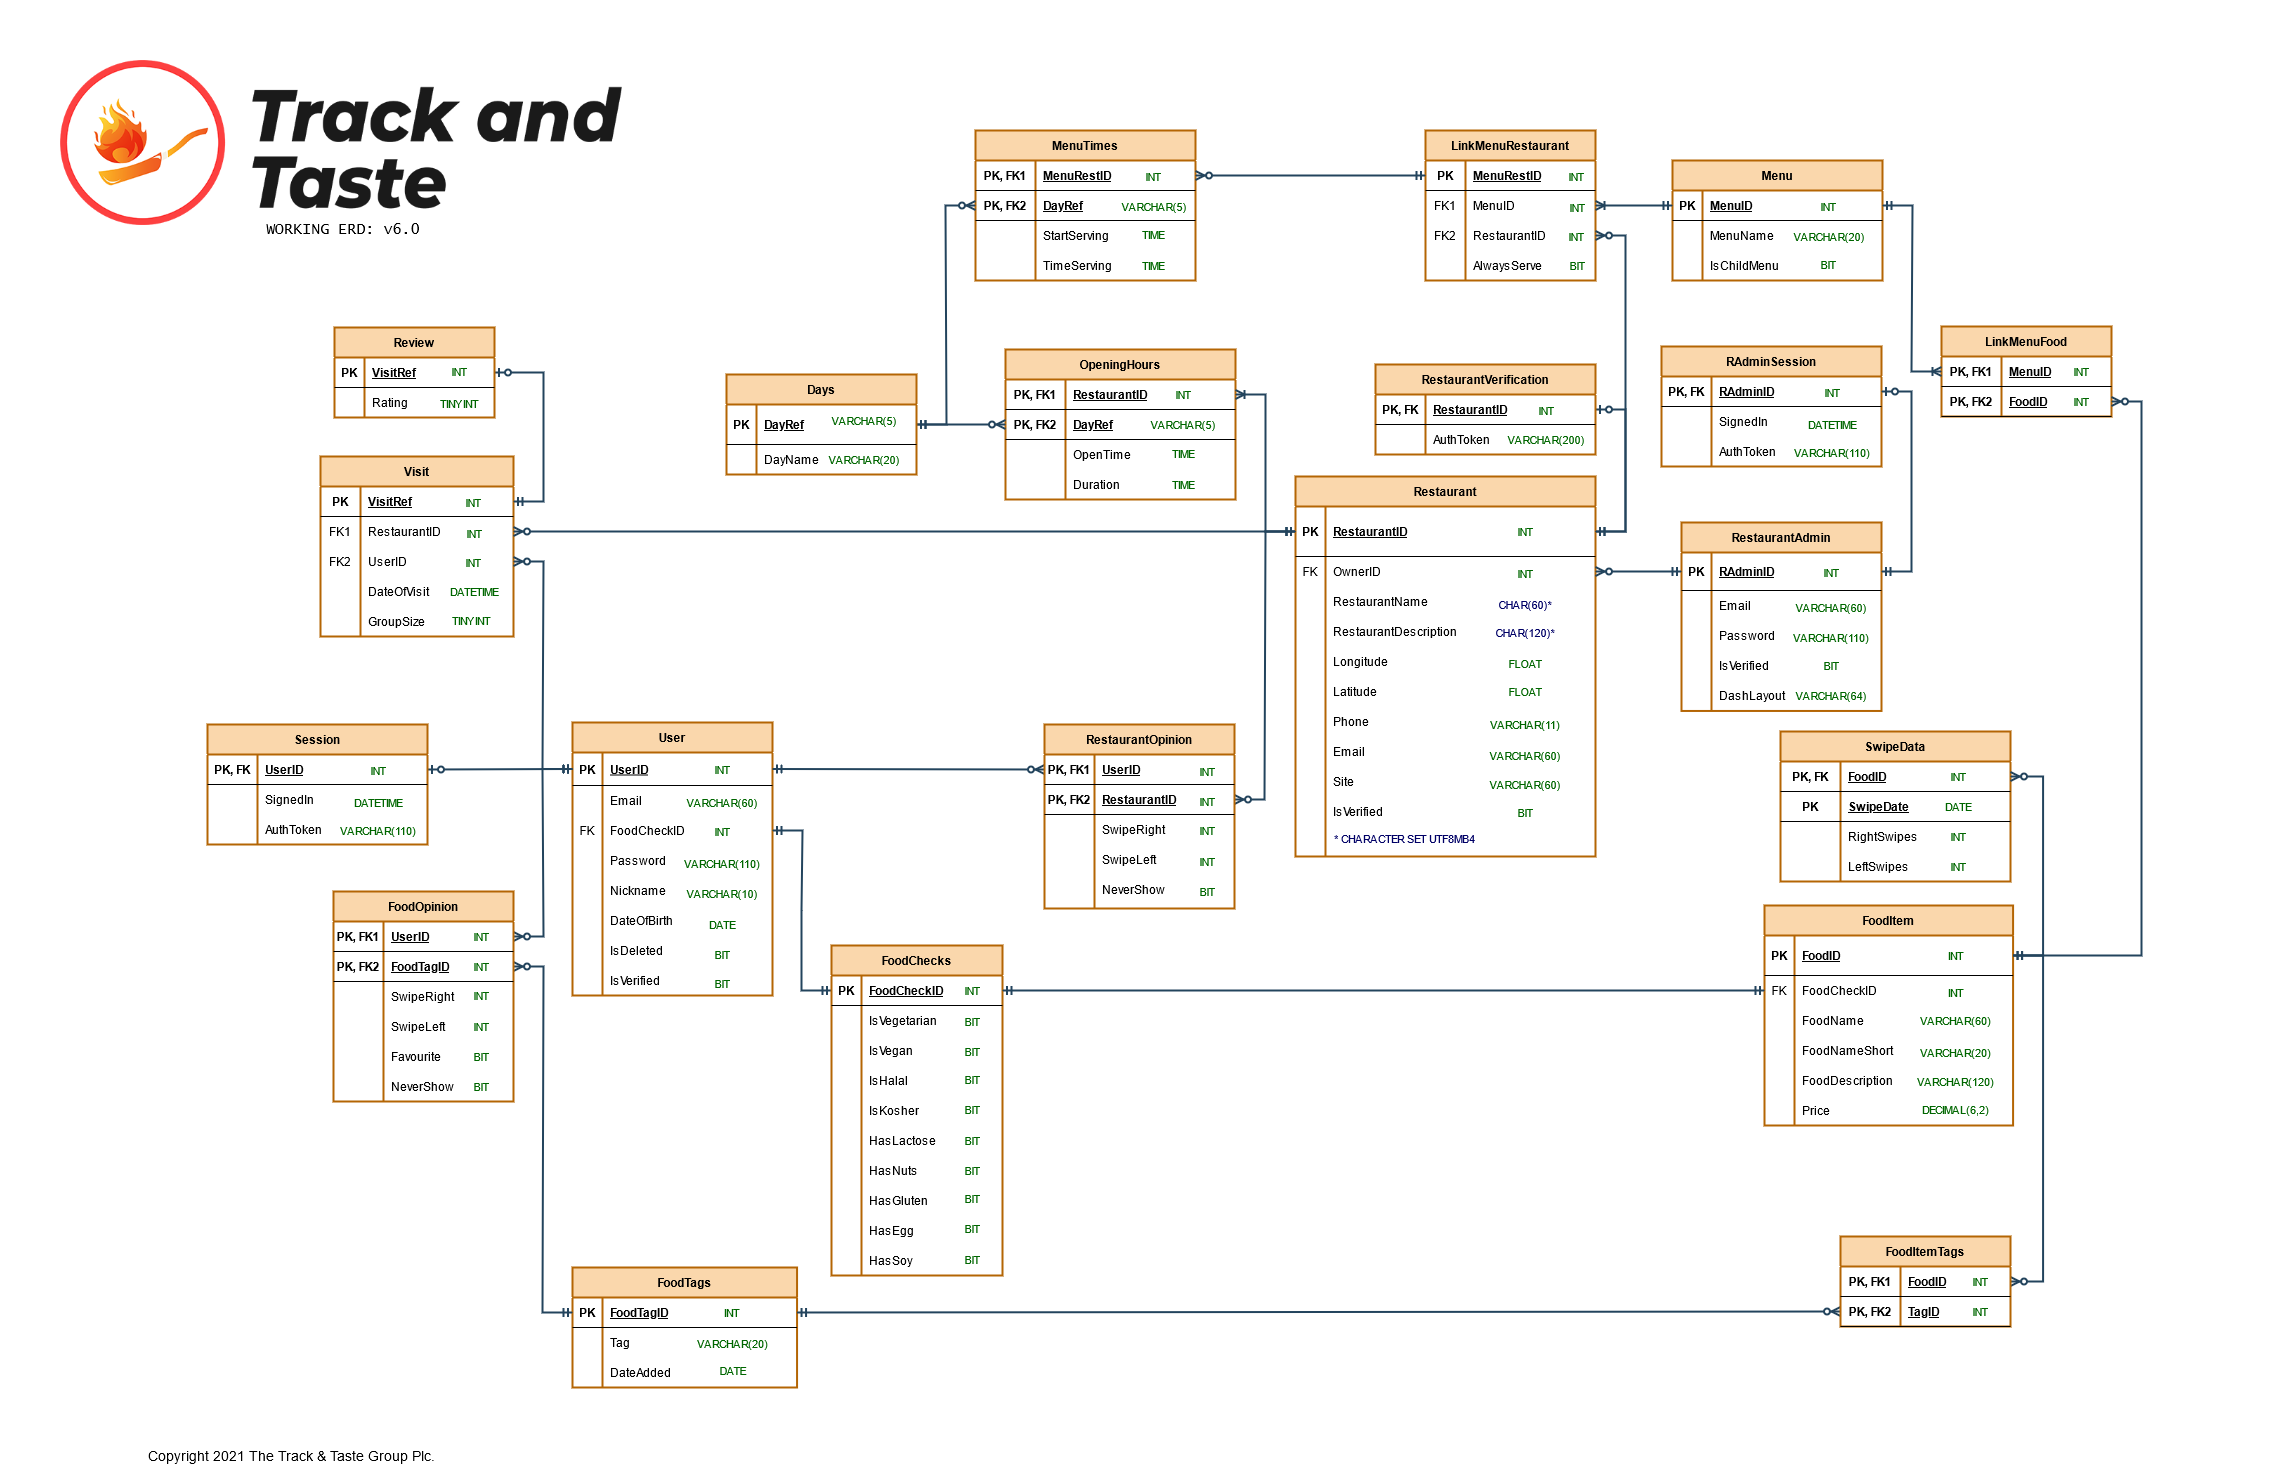 Track and
Taste
WORKING ERD: v6.0
MenuTimes
PK, FK1 MenuRestID INT
PK, FK2 DayRef VARCHAR(5)
StartServing TIME
TimeServing TIME
LinkMenuRestaurant
PK MenuRestID INT
FK1 MenuID INT
FK2 RestaurantID INT
AlwaysServe BIT
Menu
PK MenuID INT
MenuName VARCHAR(20)
IsChildMenu BIT
Review
PK VisitRef INT
Rating TINYINT
Days
PK DayRef VARCHAR(5)
DayName VARCHAR(20)
OpeningHours
PK, FK1 RestaurantID INT
PK, FK2 DayRef VARCHAR(5)
OpenTime TIME
Duration TIME
RestaurantVerification
PK, FK RestaurantID INT
AuthToken VARCHAR(200)
RAdminSession
PK, FK RAdminID INT
SignedIn DATETIME
AuthToken VARCHAR(110)
LinkMenuFood
PK, FK1 MenuID INT
PK, FK2 FoodID INT
Visit
PK VisitRef INT
FK1 RestaurantID INT
FK2 UserID INT
DateOfVisit DATETIME
GroupSize TINYINT
Restaurant
PK RestaurantID INT
FK OwnerID INT
RestaurantName CHAR(60)*
RestaurantDescription CHAR(120)*
Longitude FLOAT
Latitude FLOAT
Phone VARCHAR(11)
Email VARCHAR(60)
Site VARCHAR(60)
IsVerified BIT
* CHARACTER SET UTF8MB4
RestaurantAdmin
PK RAdminID INT
Email VARCHAR(60)
Password VARCHAR(110)
IsVerified BIT
DashLayout VARCHAR(64)
Session
PK, FK UserID INT
SignedIn DATETIME
AuthToken VARCHAR(110)
User
PK UserID INT
Email VARCHAR(60)
FK FoodCheckID INT
Password VARCHAR(110)
Nickname VARCHAR(10)
DateOfBirth DATE
IsDeleted BIT
IsVerified BIT
RestaurantOpinion
PK, FK1 UserID INT
PK, FK2 RestaurantID INT
SwipeRight INT
SwipeLeft INT
NeverShow BIT
SwipeData
PK, FK FoodID INT
PK SwipeDate DATE
RightSwipes INT
LeftSwipes INT
FoodOpinion
PK, FK1 UserID INT
PK, FK2 FoodTagID INT
SwipeRight INT
SwipeLeft INT
Favourite BIT
NeverShow BIT
FoodChecks
PK FoodCheckID INT
IsVegetarian BIT
IsVegan BIT
IsHalal BIT
IsKosher BIT
HasLactose BIT
HasNuts BIT
HasGluten BIT
HasEgg BIT
HasSoy BIT
FoodItem
PK FoodID INT
FK FoodCheckID INT
FoodName VARCHAR(60)
FoodNameShort VARCHAR(20)
FoodDescription VARCHAR(120)
Price DECIMAL(6,2)
FoodTags
PK FoodTagID INT
Tag VARCHAR(20)
DateAdded DATE
FoodItemTags
PK, FK1 FoodID INT
PK, FK2 TagID INT
Copyright 2021 The Track & Taste Group Plc.